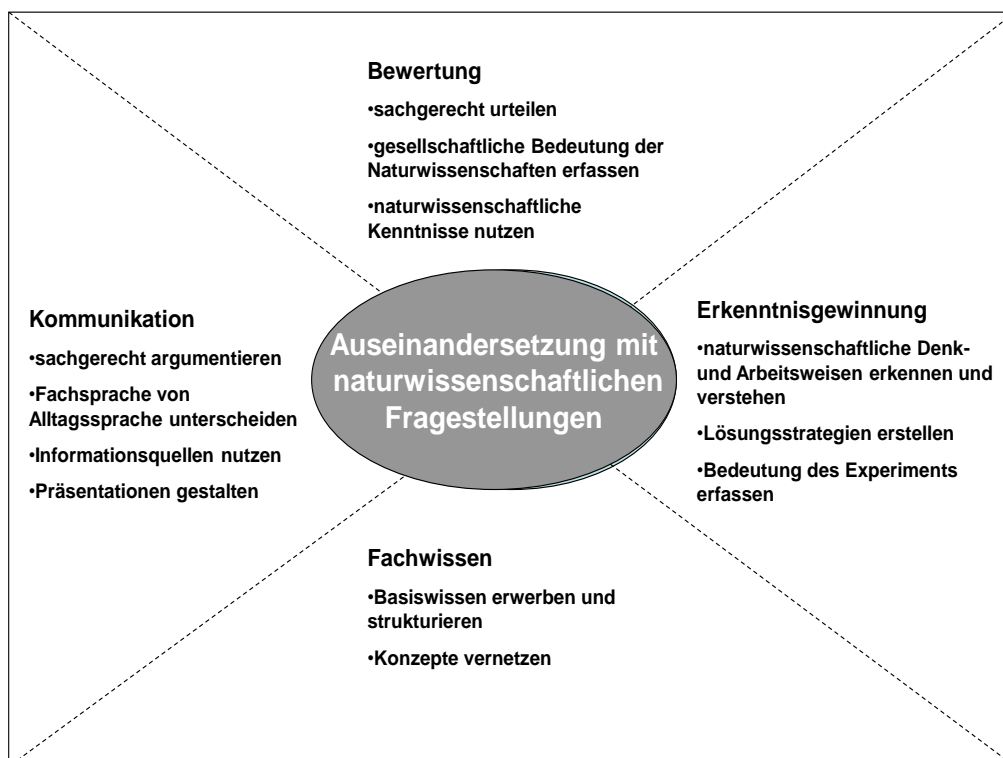 Bewertung
•sachgerecht urteilen
•gesellschaftliche Bedeutung der
Naturwissenschaften erfassen
•naturwissenschaftliche
Kenntnisse nutzen
Kommunikation
•sachgerecht argumentieren
•Fachsprache von
Alltagssprache unterscheiden
•Informationsquellen nutzen
•Präsentationen gestalten
Auseinandersetzung mit
naturwissenschaftlichen
Fragestellungen
Erkenntnisgewinnung
•naturwissenschaftliche Denk-
und Arbeitsweisen erkennen und
verstehen
•Lösungsstrategien erstellen
•Bedeutung des Experiments
erfassen
Fachwissen
•Basiswissen erwerben und
strukturieren
•Konzepte vernetzen